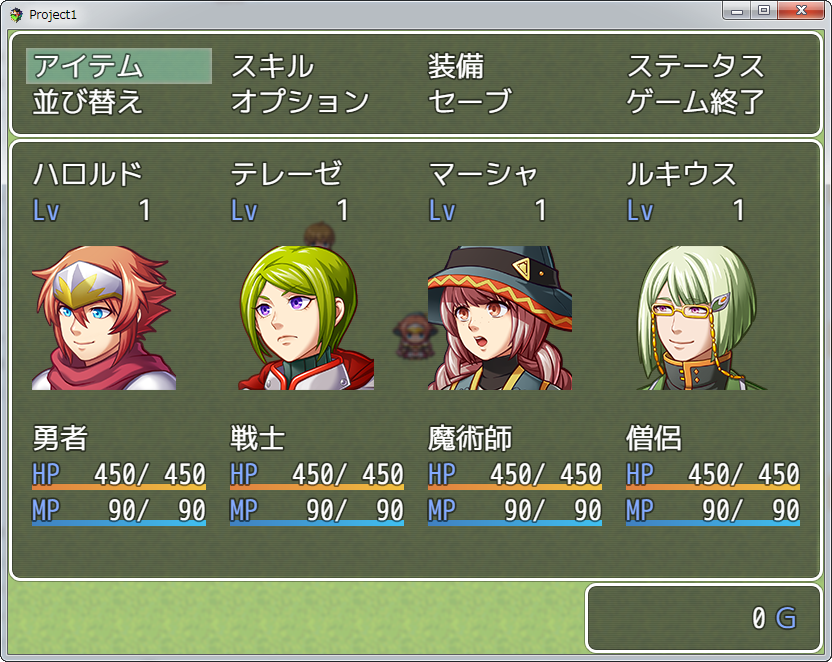 Project1
アイテム スキル 装備 ステータス
並び替え オプション セーブ ゲーム終了
ハロルド テレーゼ マーシャ ルキウス
Lv 1 Lv 1 Lv 1 Lv 1
勇者 戦士 魔術師 僧侶
HP 450/ 450 HP 450/ 450 HP 450/ 450 HP 450/ 450
MP 90/ 90 MP 90/ 90 MP 90/ 90 MP 90/ 90
0 G